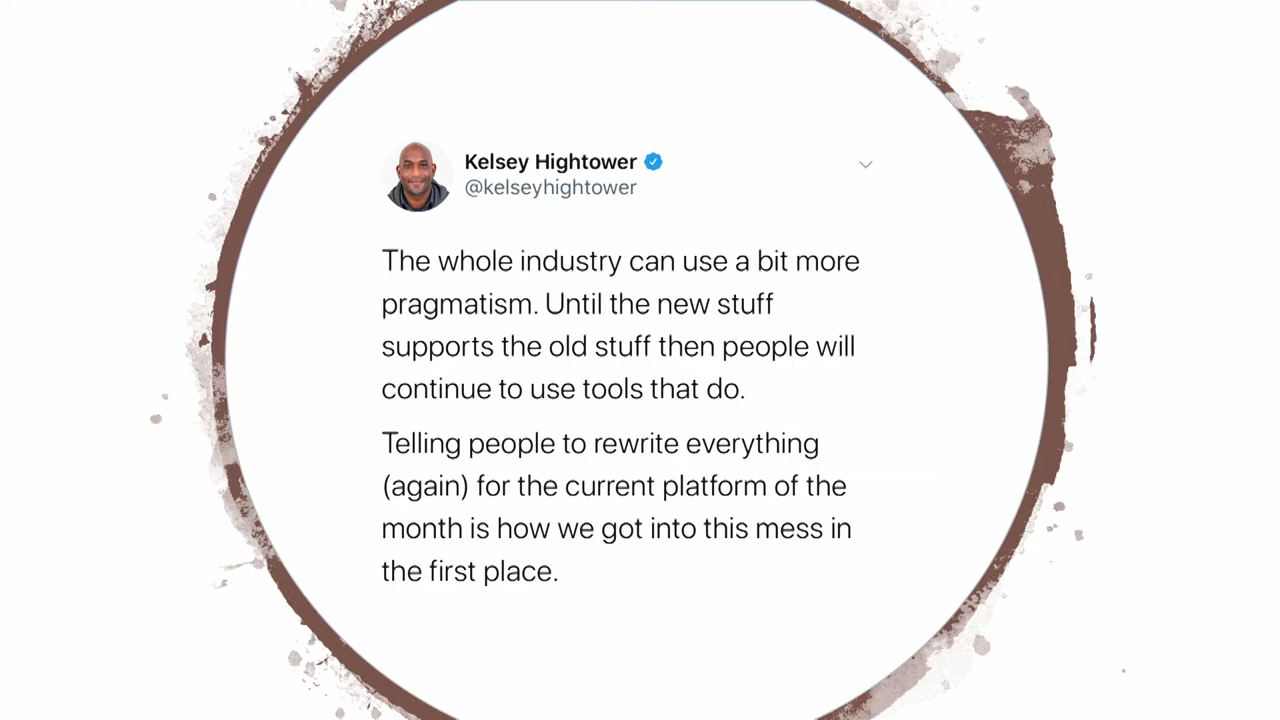 Kelsey Hightower
@kelseyhightower
The whole industry can use a bit more
pragmatism. Until the new stuff
supports the old stuff then people will
continue to use tools that do.
Telling people to rewrite everything
(again) for the current platform of the
month is how we got into this mess in
the first place.